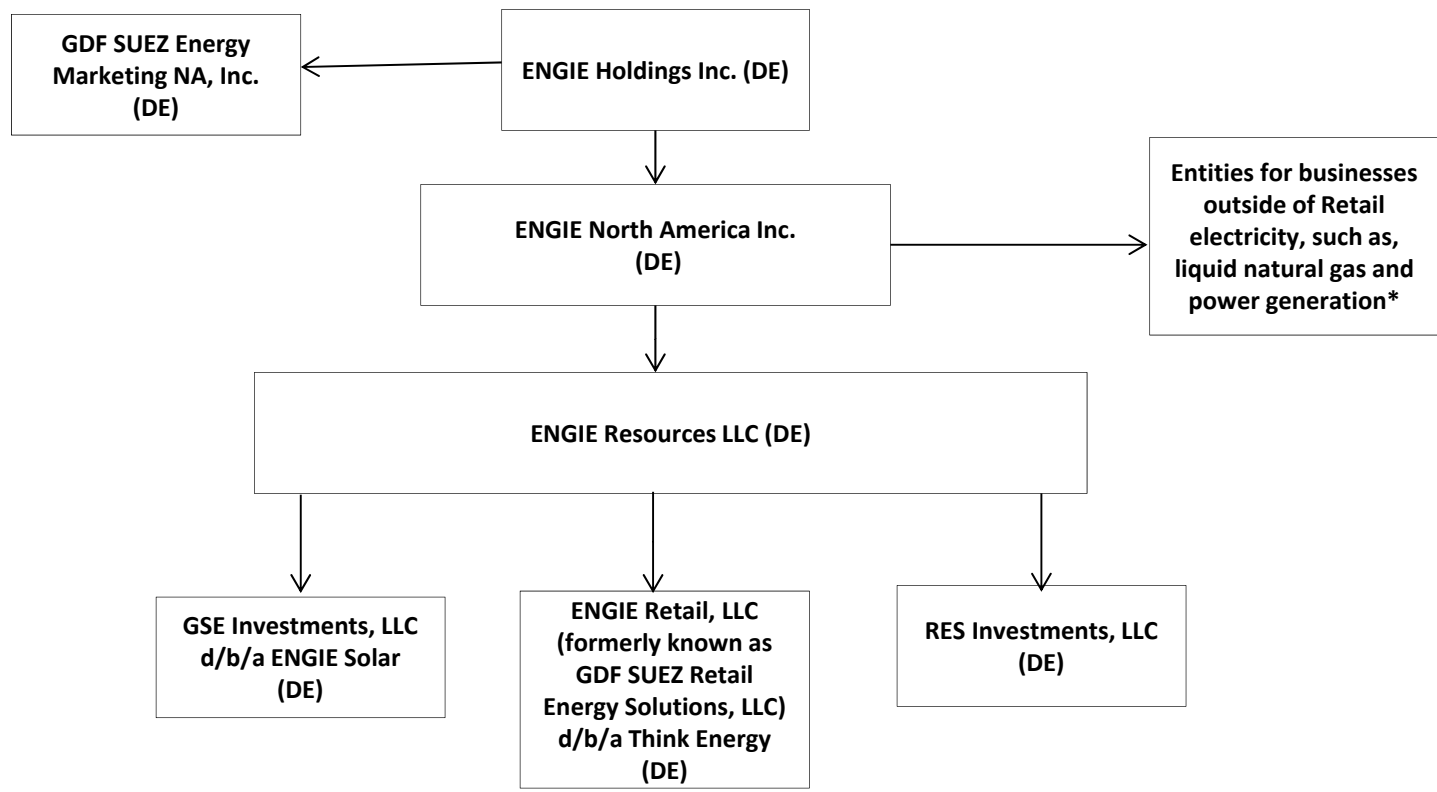 GDF SUEZ Energy
Marketing NA, Inc.
(DE)
ENGIE Holdings Inc. (DE)
ENGIE North America Inc.
(DE)
Entities for businesses
outside of Retail
electricity, such as,
liquid natural gas and
power generation*
ENGIE Resources LLC (DE)
GSE Investments, LLC
d/b/a ENGIE Solar
(DE)
ENGIE Retail, LLC
(formerly known as
GDF SUEZ Retail
Energy Solutions, LLC)
d/b/a Think Energy
(DE)
RES Investments, LLC
(DE)